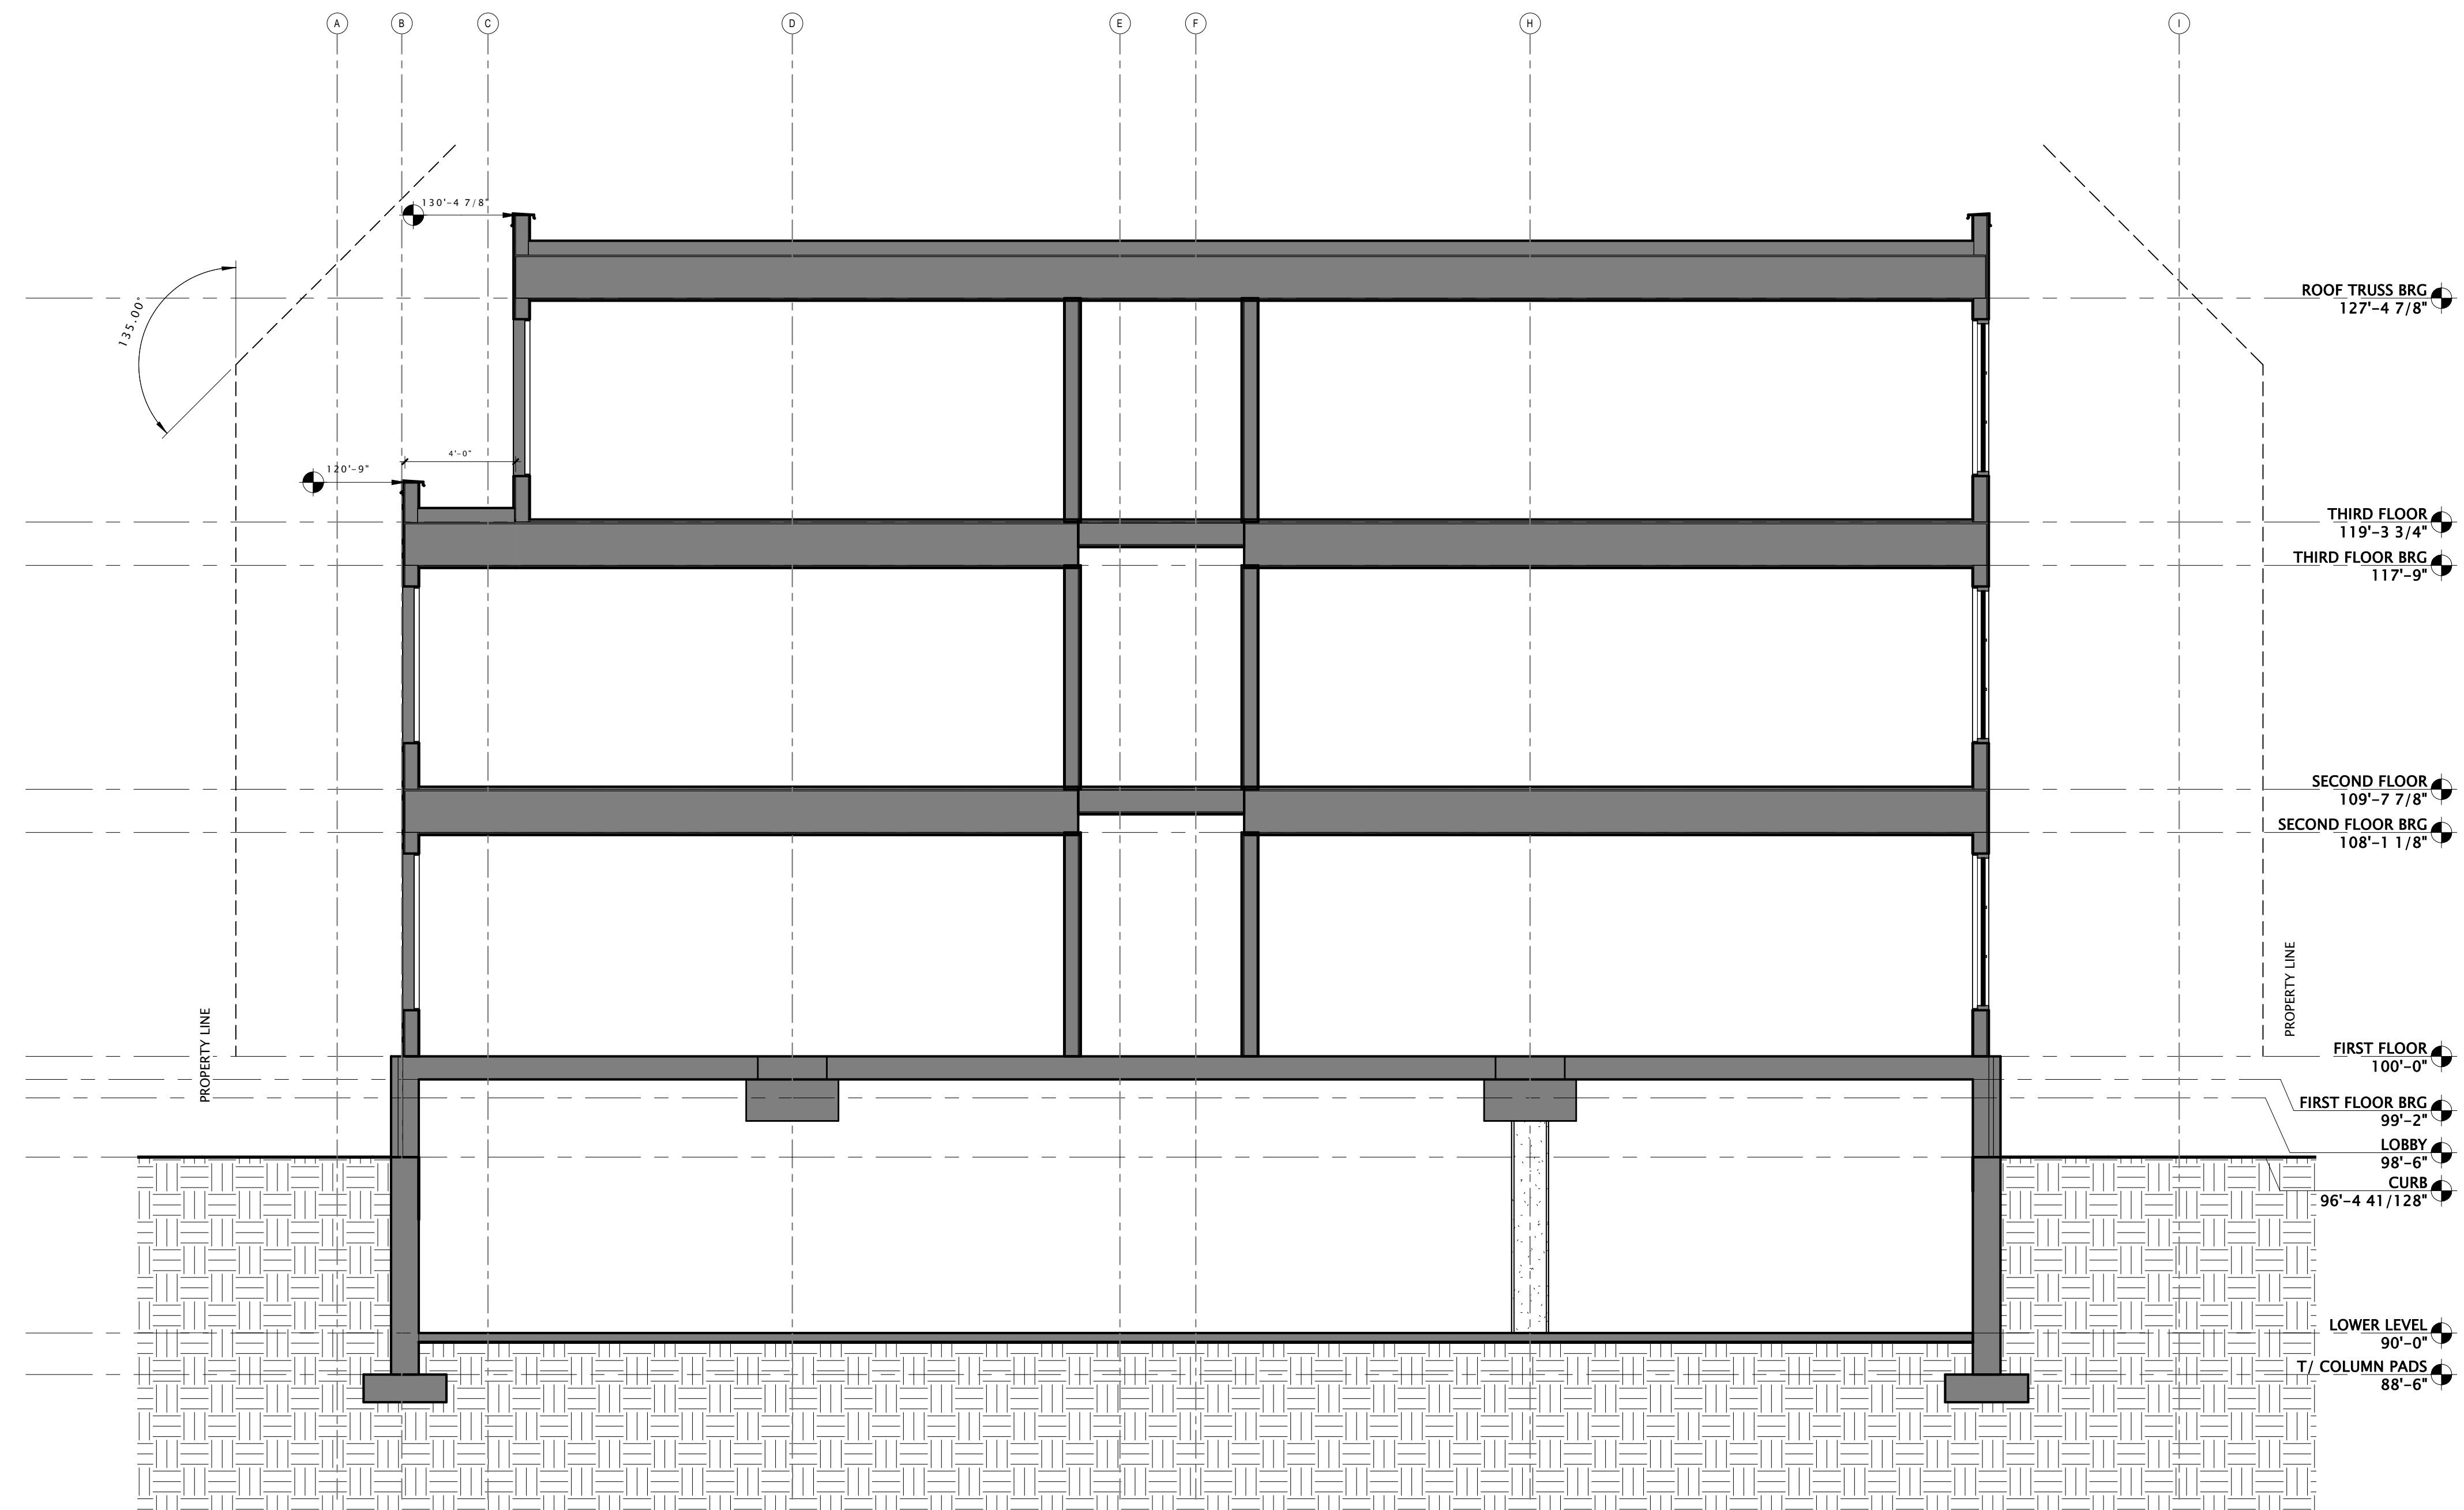 A
B
C
D
E
F
H
I
130'-4 7/8"
135.00°
ROOF TRUSS BRG
127'-4 7/8"
4'-0"
120'-9"
THIRD FLOOR
119'-3 3/4"
THIRD FLOOR BRG
117'-9"
SECOND FLOOR
109'-7 7/8"
SECOND FLOOR BRG
108'-1 1/8"
PROPERTY LINE
PROPERTY LINE
FIRST FLOOR
100'-0"
FIRST FLOOR BRG
99'-2"
LOBBY
98'-6"
CURB
96'-4 41/128"
LOWER LEVEL
90'-0"
T/ COLUMN PADS
88'-6"